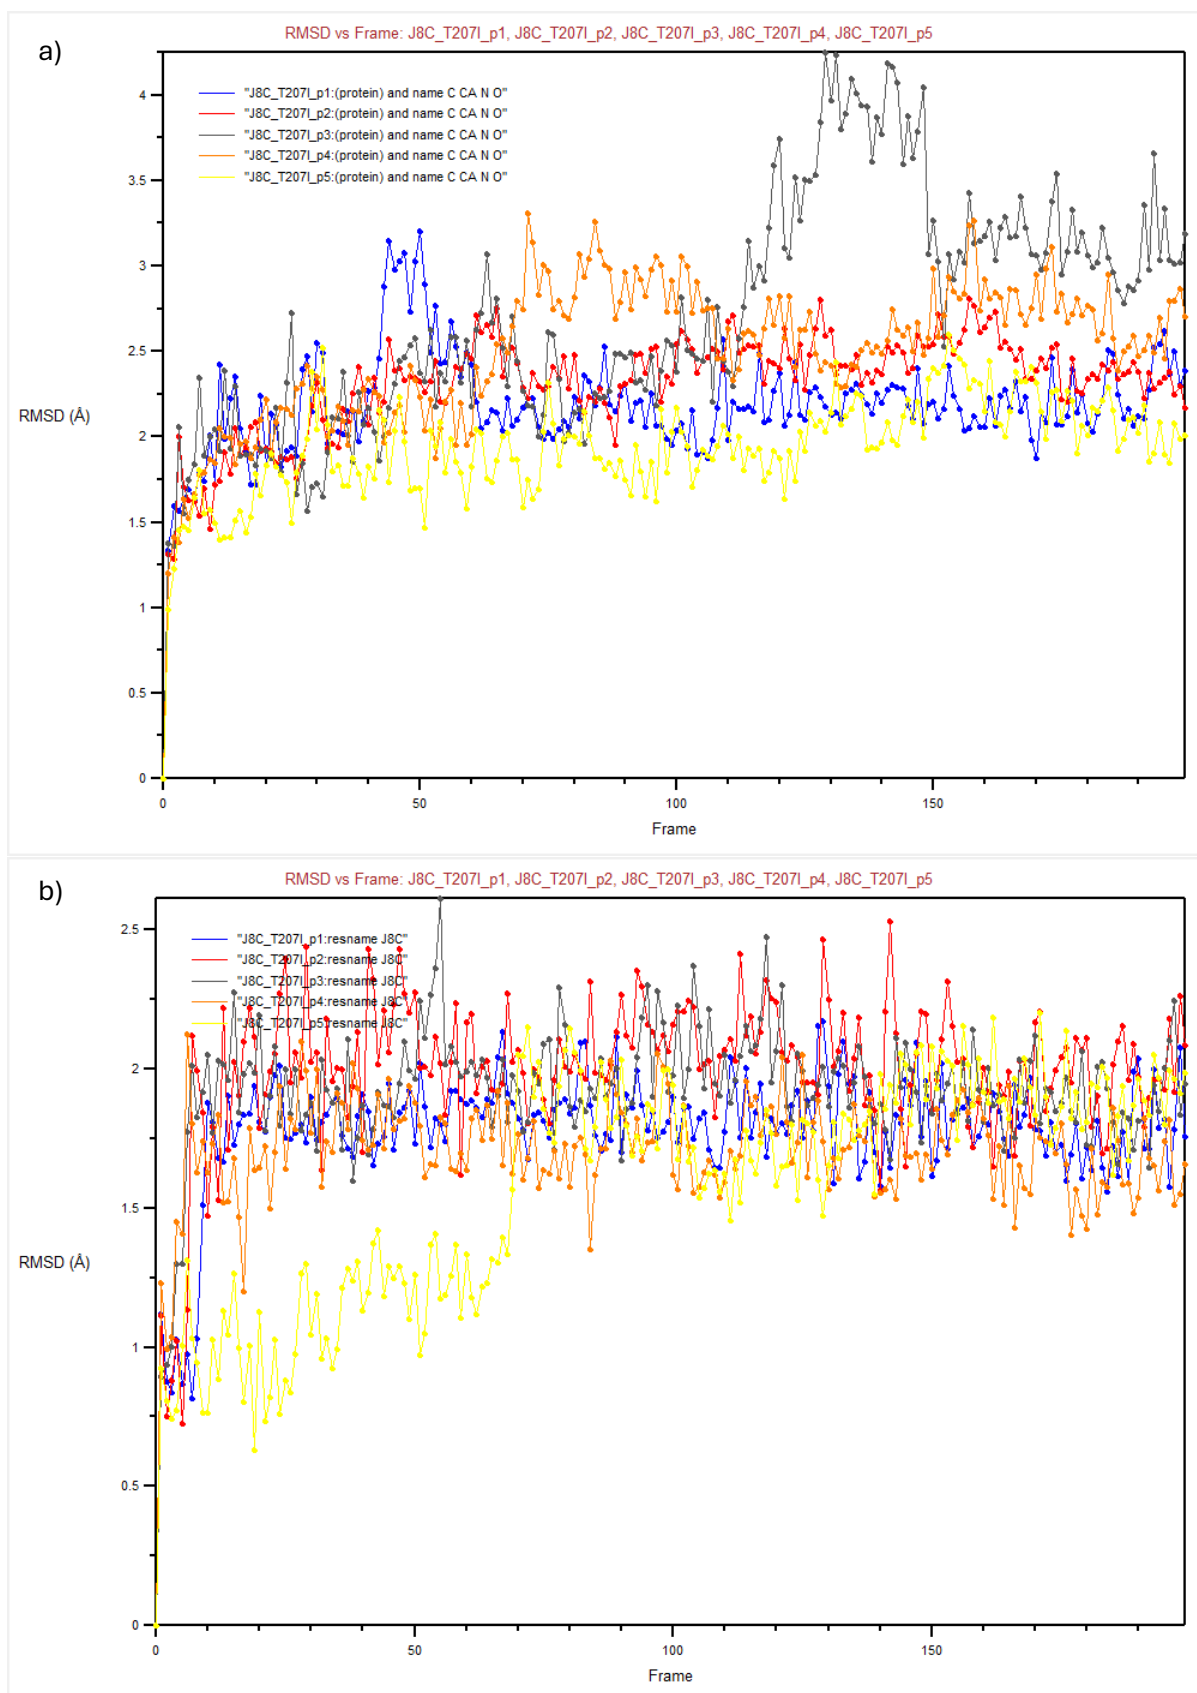 a)
RMSD vs Frame: J8C_T207I_p1, J8C_T207I_p2, J8C_T207I_p3, J8C_T207I_p4, J8C_T207I_p5
"J8C_T207I_p1:(protein) and name C CA N O"
"J8C_T207I_p2:(protein) and name C CA N O"
"J8C_T207I_p3:(protein) and name C CA N O"
"J8C_T207I_p4:(protein) and name C CA N O"
"J8C_T207I_p5:(protein) and name C CA N O"
4
3.5
3
2.5
RMSD (Å)
2
1.5
1
0.5
0
0 50 100 150
Frame
b)
RMSD vs Frame: J8C_T207I_p1, J8C_T207I_p2, J8C_T207I_p3, J8C_T207I_p4, J8C_T207I_p5
"J8C_T207I_p1:resname J8C"
"J8C_T207I_p2:resname J8C"
"J8C_T207I_p3:resname J8C"
"J8C_T207I_p4:resname J8C"
"J8C_T207I_p5:resname J8C"
2.5
2
1.5
RMSD (Å)
1
0.5
0
0 50 100 150
Frame